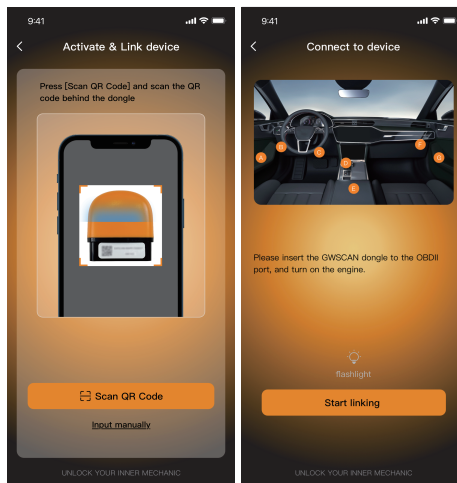 9:41
Activate & Link device
Press [Scan QR Code] and scan the QR
code behind the dongle
Scan QR Code
Input manually
UNLOCK YOUR INNER MECHANIC
9:41
Connect to device
A
B
C
D
E
F
G
Please insert the GWSCAN dongle to the OBDII
port, and turn on the engine.
flashlight
Start linking
UNLOCK YOUR INNER MECHANIC